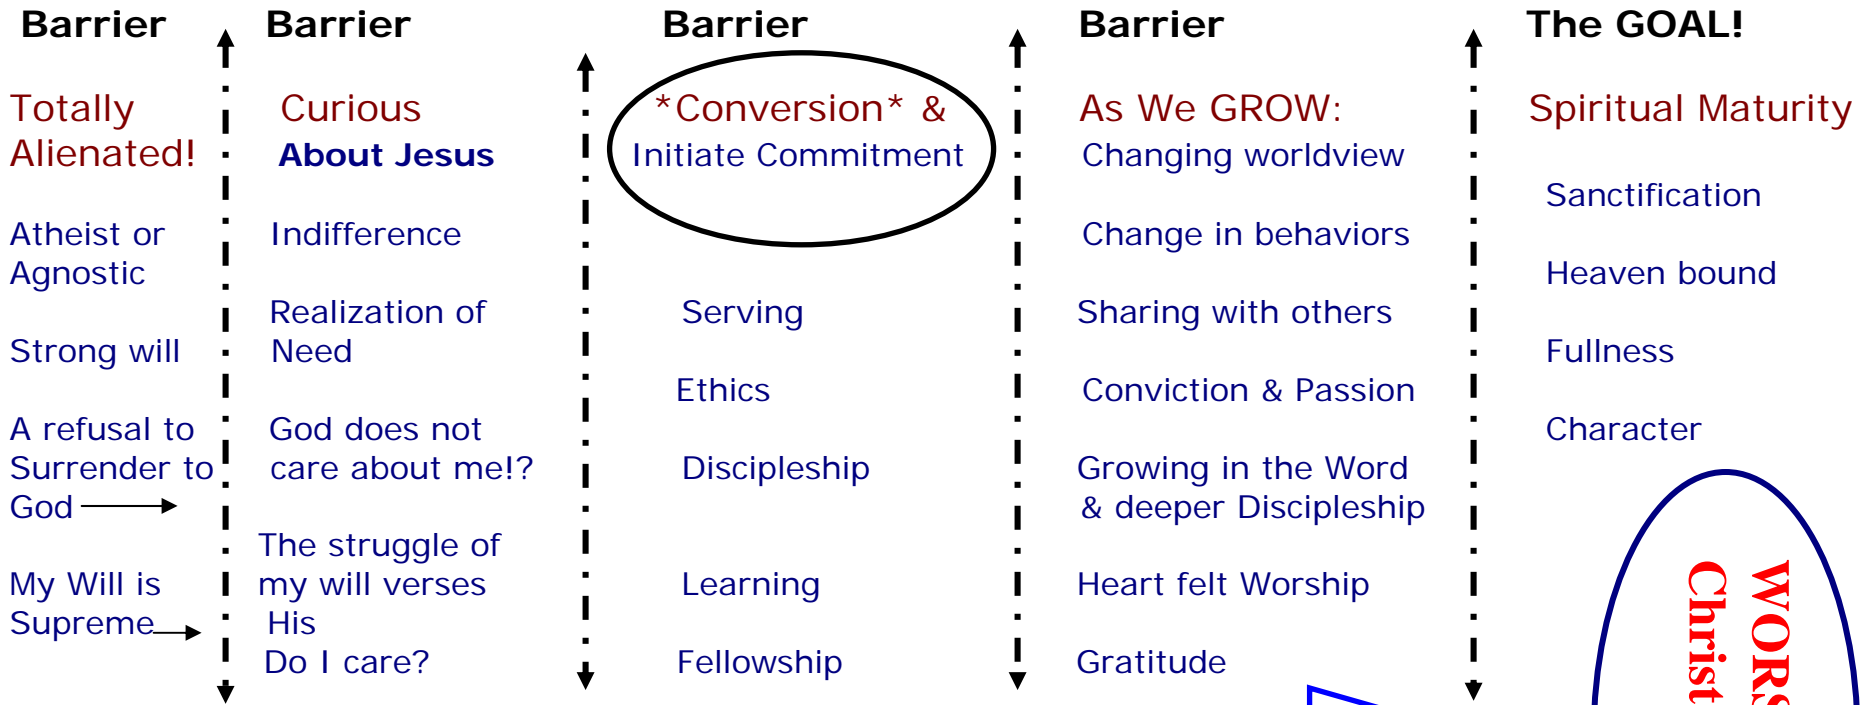 Barrier
Totally
Alienated!
Atheist or
Agnostic
Strong will
A refusal to
Surrender to
God
My Will is
Supreme
Barrier
Curious
About Jesus
Indifference
Realization of
Need
God does not
care about me!?
The struggle of
my will verses
His
Do I care?
Barrier
*Conversion* &
Initiate Commitment
Serving
Ethics
Discipleship
Learning
Fellowship
Barrier
As We GROW:
Changing worldview
Change in behaviors
Sharing with others
Conviction & Passion
Growing in the Word
& deeper Discipleship
Heart felt Worship
Gratitude
The GOAL!
Spiritual Maturity
Sanctification
Heaven bound
Fullness
Character
WORS
Christ